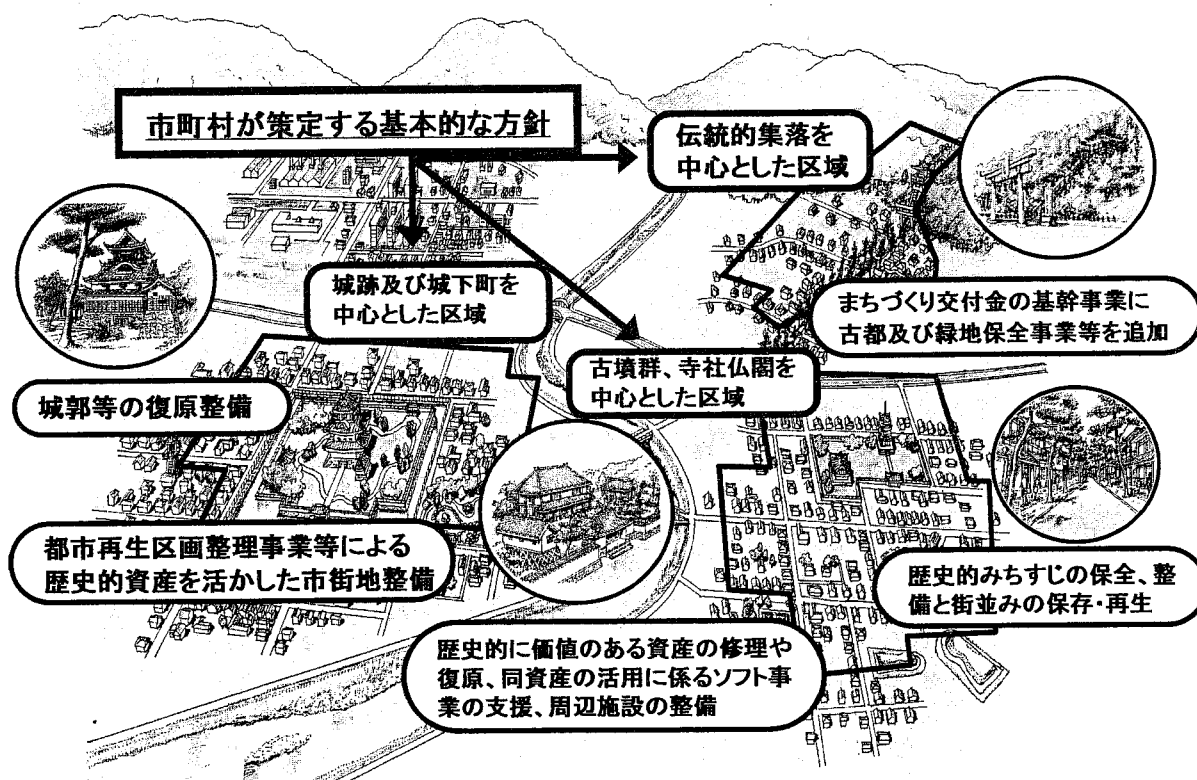 市町村が策定する基本的な方針
伝統的集落を
中心とした区域
城跡及び城下町を
中心とした区域
まちづくり交付金の基幹事業に
古都及び緑地保全事業等を追加
古墳群、寺社仏閣を
中心とした区域
城郭等の復原整備
都市再生区画整理事業等による
歴史的資産を活かした市街地整備
歴史的みちすじの保全、整
備と街並みの保存・再生
歴史的に価値のある資産の修理や
復原、同資産の活用に係るソフト事
業の支援、周辺施設の整備